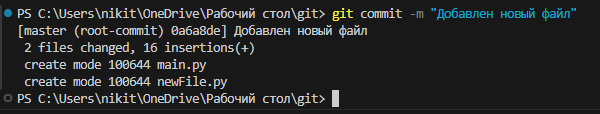 PS C:\Users\nikit\OneDrive\Рабочий стол\git> git commit -m "Добавлен новый файл"
[master (root-commit) 0a6a8de] Добавлен новый файл
2 files changed, 16 insertions(+)
create mode 100644 main.py
create mode 100644 newFile.py
PS C:\Users\nikit\OneDrive\Рабочий стол\git>